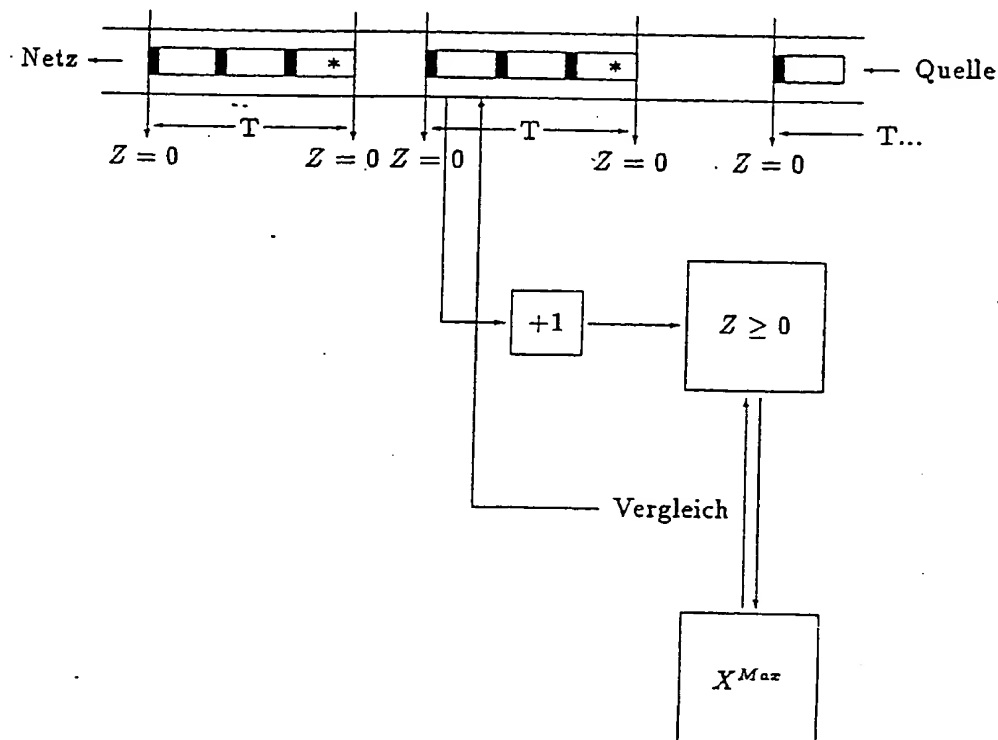 Netz * * Quelle
T T T...
Z = 0 Z = 0 Z = 0 Z = 0 Z = 0
+1 Z ≥ 0
Vergleich
X^{Max}